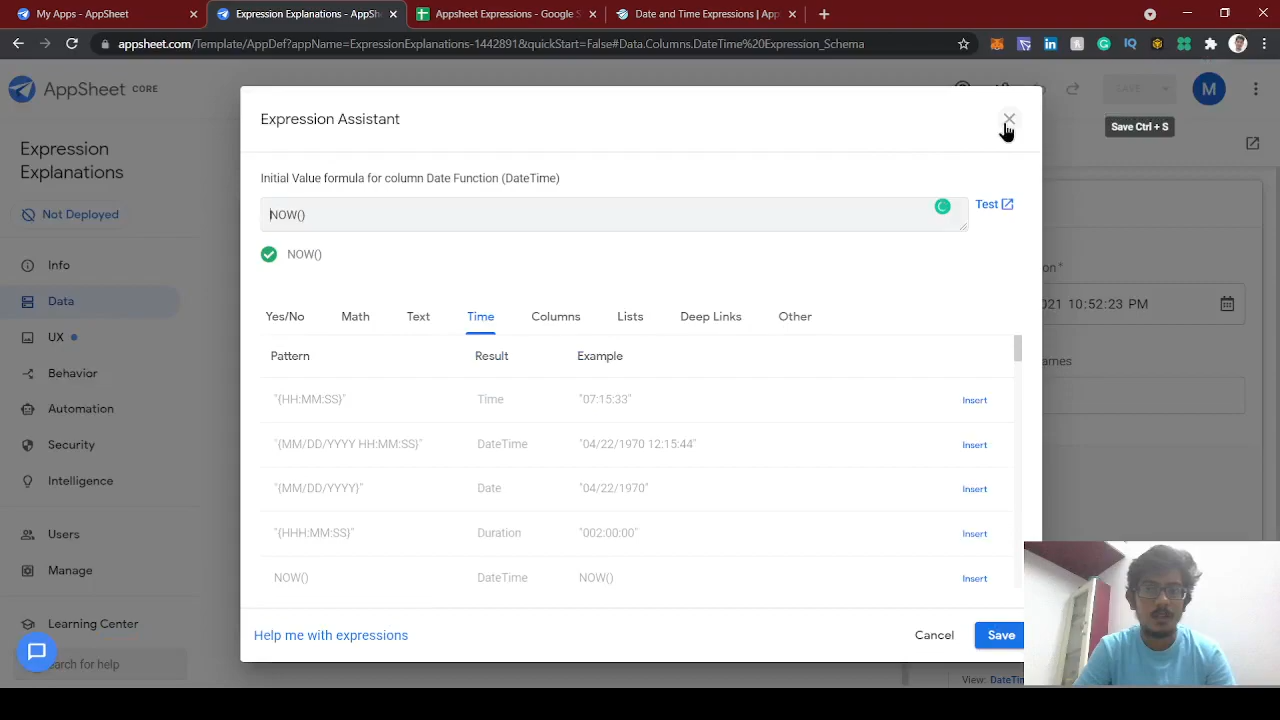 My Apps - AppSheet
Expression Explanations - AppSh
Appsheet Expressions - Google S
Date and Time Expressions | App
appsheet.com/Template/AppDef?appName=ExpressionExplanations-1442891&quickStart=False#Data.Columns.DateTime%20Expression_Schema
AppSheet CORE
SAVE
M
Save Ctrl + S
Expression
Explanations
Not Deployed
Info
Data
UX
Behavior
Automation
Security
Intelligence
Users
Manage
Learning Center
earch for help
Expression Assistant
Initial Value formula for column Date Function (DateTime)
NOW()
Test
NOW()
Yes/No Math Text Time Columns Lists Deep Links Other
Pattern Result Example
"{HH:MM:SS}" Time "07:15:33" Insert
"{MM/DD/YYYY HH:MM:SS}" DateTime "04/22/1970 12:15:44" Insert
"{MM/DD/YYYY}" Date "04/22/1970" Insert
"{HHH:MM:SS}" Duration "002:00:00" Insert
NOW() DateTime NOW() Insert
Help me with expressions
Cancel
Save
on*
021 10:52:23 PM
ames
View: DateTim